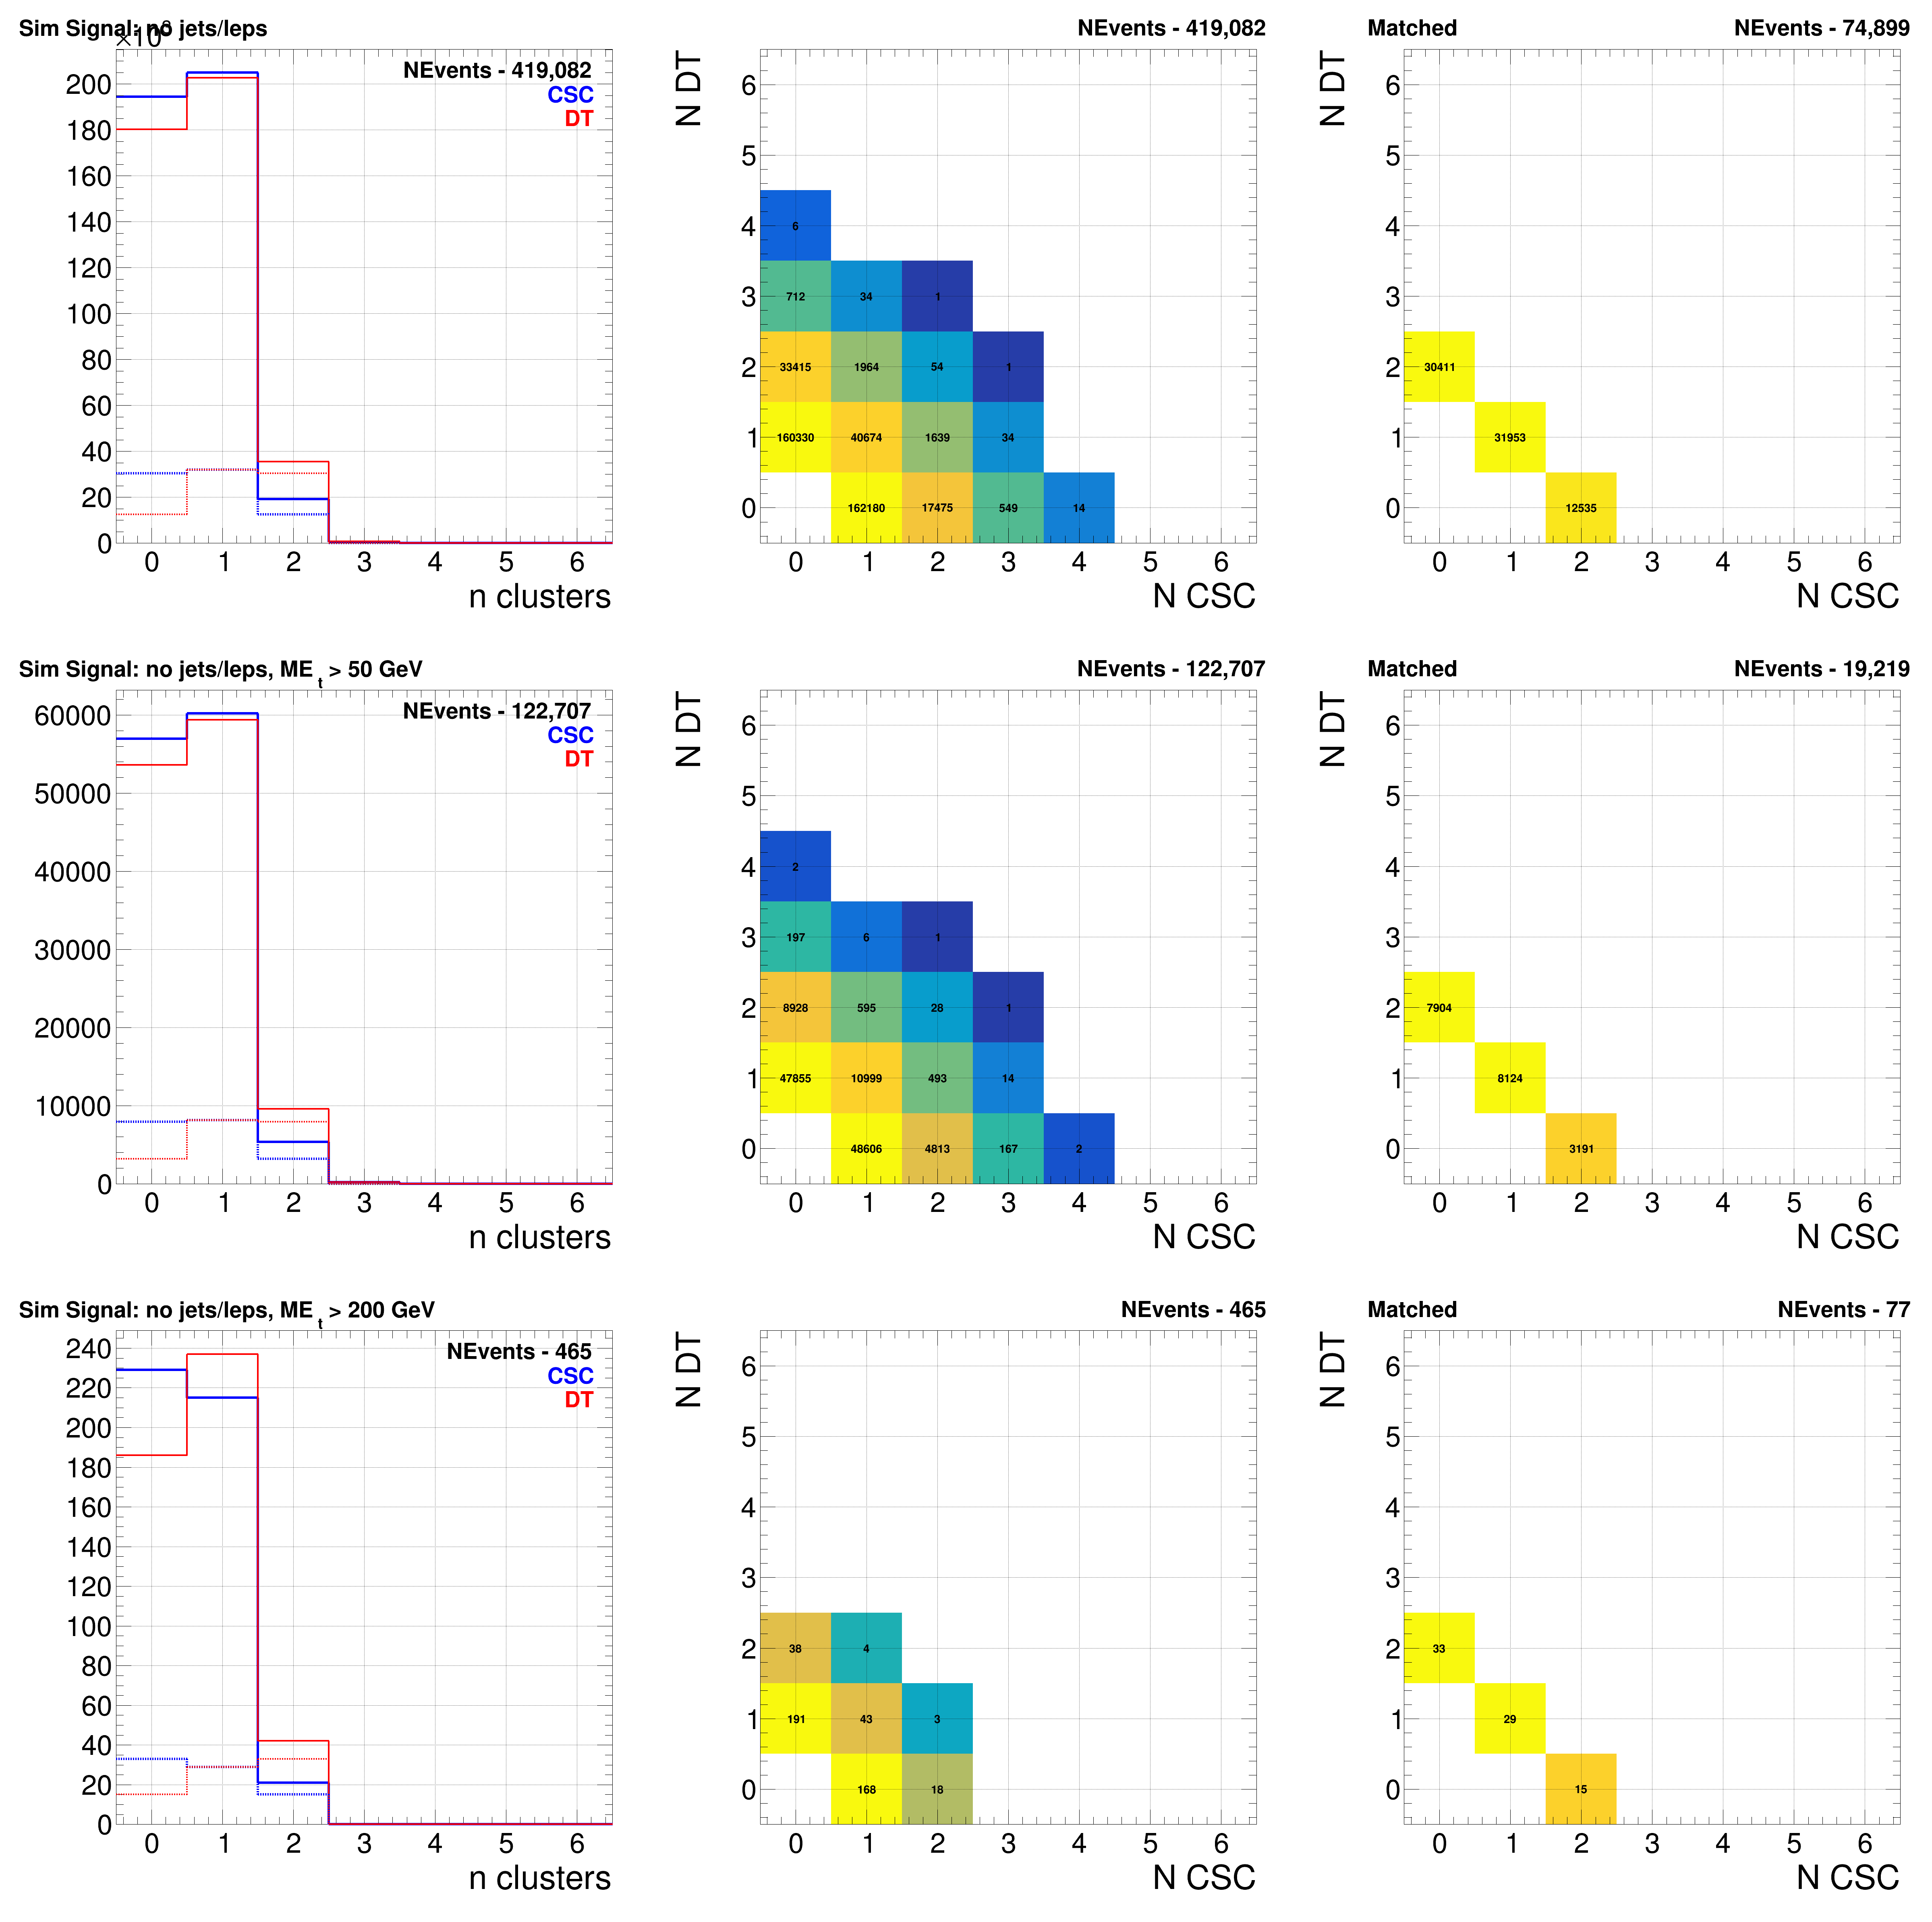 Sim Signal: no jets/leps
×10³
NEvents - 419,082
CSC
DT
200
180
160
140
120
100
80
60
40
20
0
0 1 2 3 4 5 6
n clusters
NEvents - 419,082
N DT
6
5
4
3
2
1
0
6
712 34 1
33415 1964 54 1
160330 40674 1639 34
162180 17475 549 14
0 1 2 3 4 5 6
N CSC
Matched NEvents - 74,899
N DT
6
5
4
3
2
1
0
30411
31953
12535
0 1 2 3 4 5 6
N CSC
Sim Signal: no jets/leps, ME t > 50 GeV
NEvents - 122,707
CSC
DT
60000
50000
40000
30000
20000
10000
0
0 1 2 3 4 5 6
n clusters
NEvents - 122,707
N DT
6
5
4
3
2
1
0
2
197 6 1
8928 595 28 1
47855 10999 493 14
48606 4813 167 2
0 1 2 3 4 5 6
N CSC
Matched NEvents - 19,219
N DT
6
5
4
3
2
1
0
7904
8124
3191
0 1 2 3 4 5 6
N CSC
Sim Signal: no jets/leps, ME t > 200 GeV
NEvents - 465
CSC
DT
240
220
200
180
160
140
120
100
80
60
40
20
0
0 1 2 3 4 5 6
n clusters
NEvents - 465
N DT
6
5
4
3
2
1
0
38 4
191 43 3
168 18
0 1 2 3 4 5 6
N CSC
Matched NEvents - 77
N DT
6
5
4
3
2
1
0
33
29
15
0 1 2 3 4 5 6
N CSC